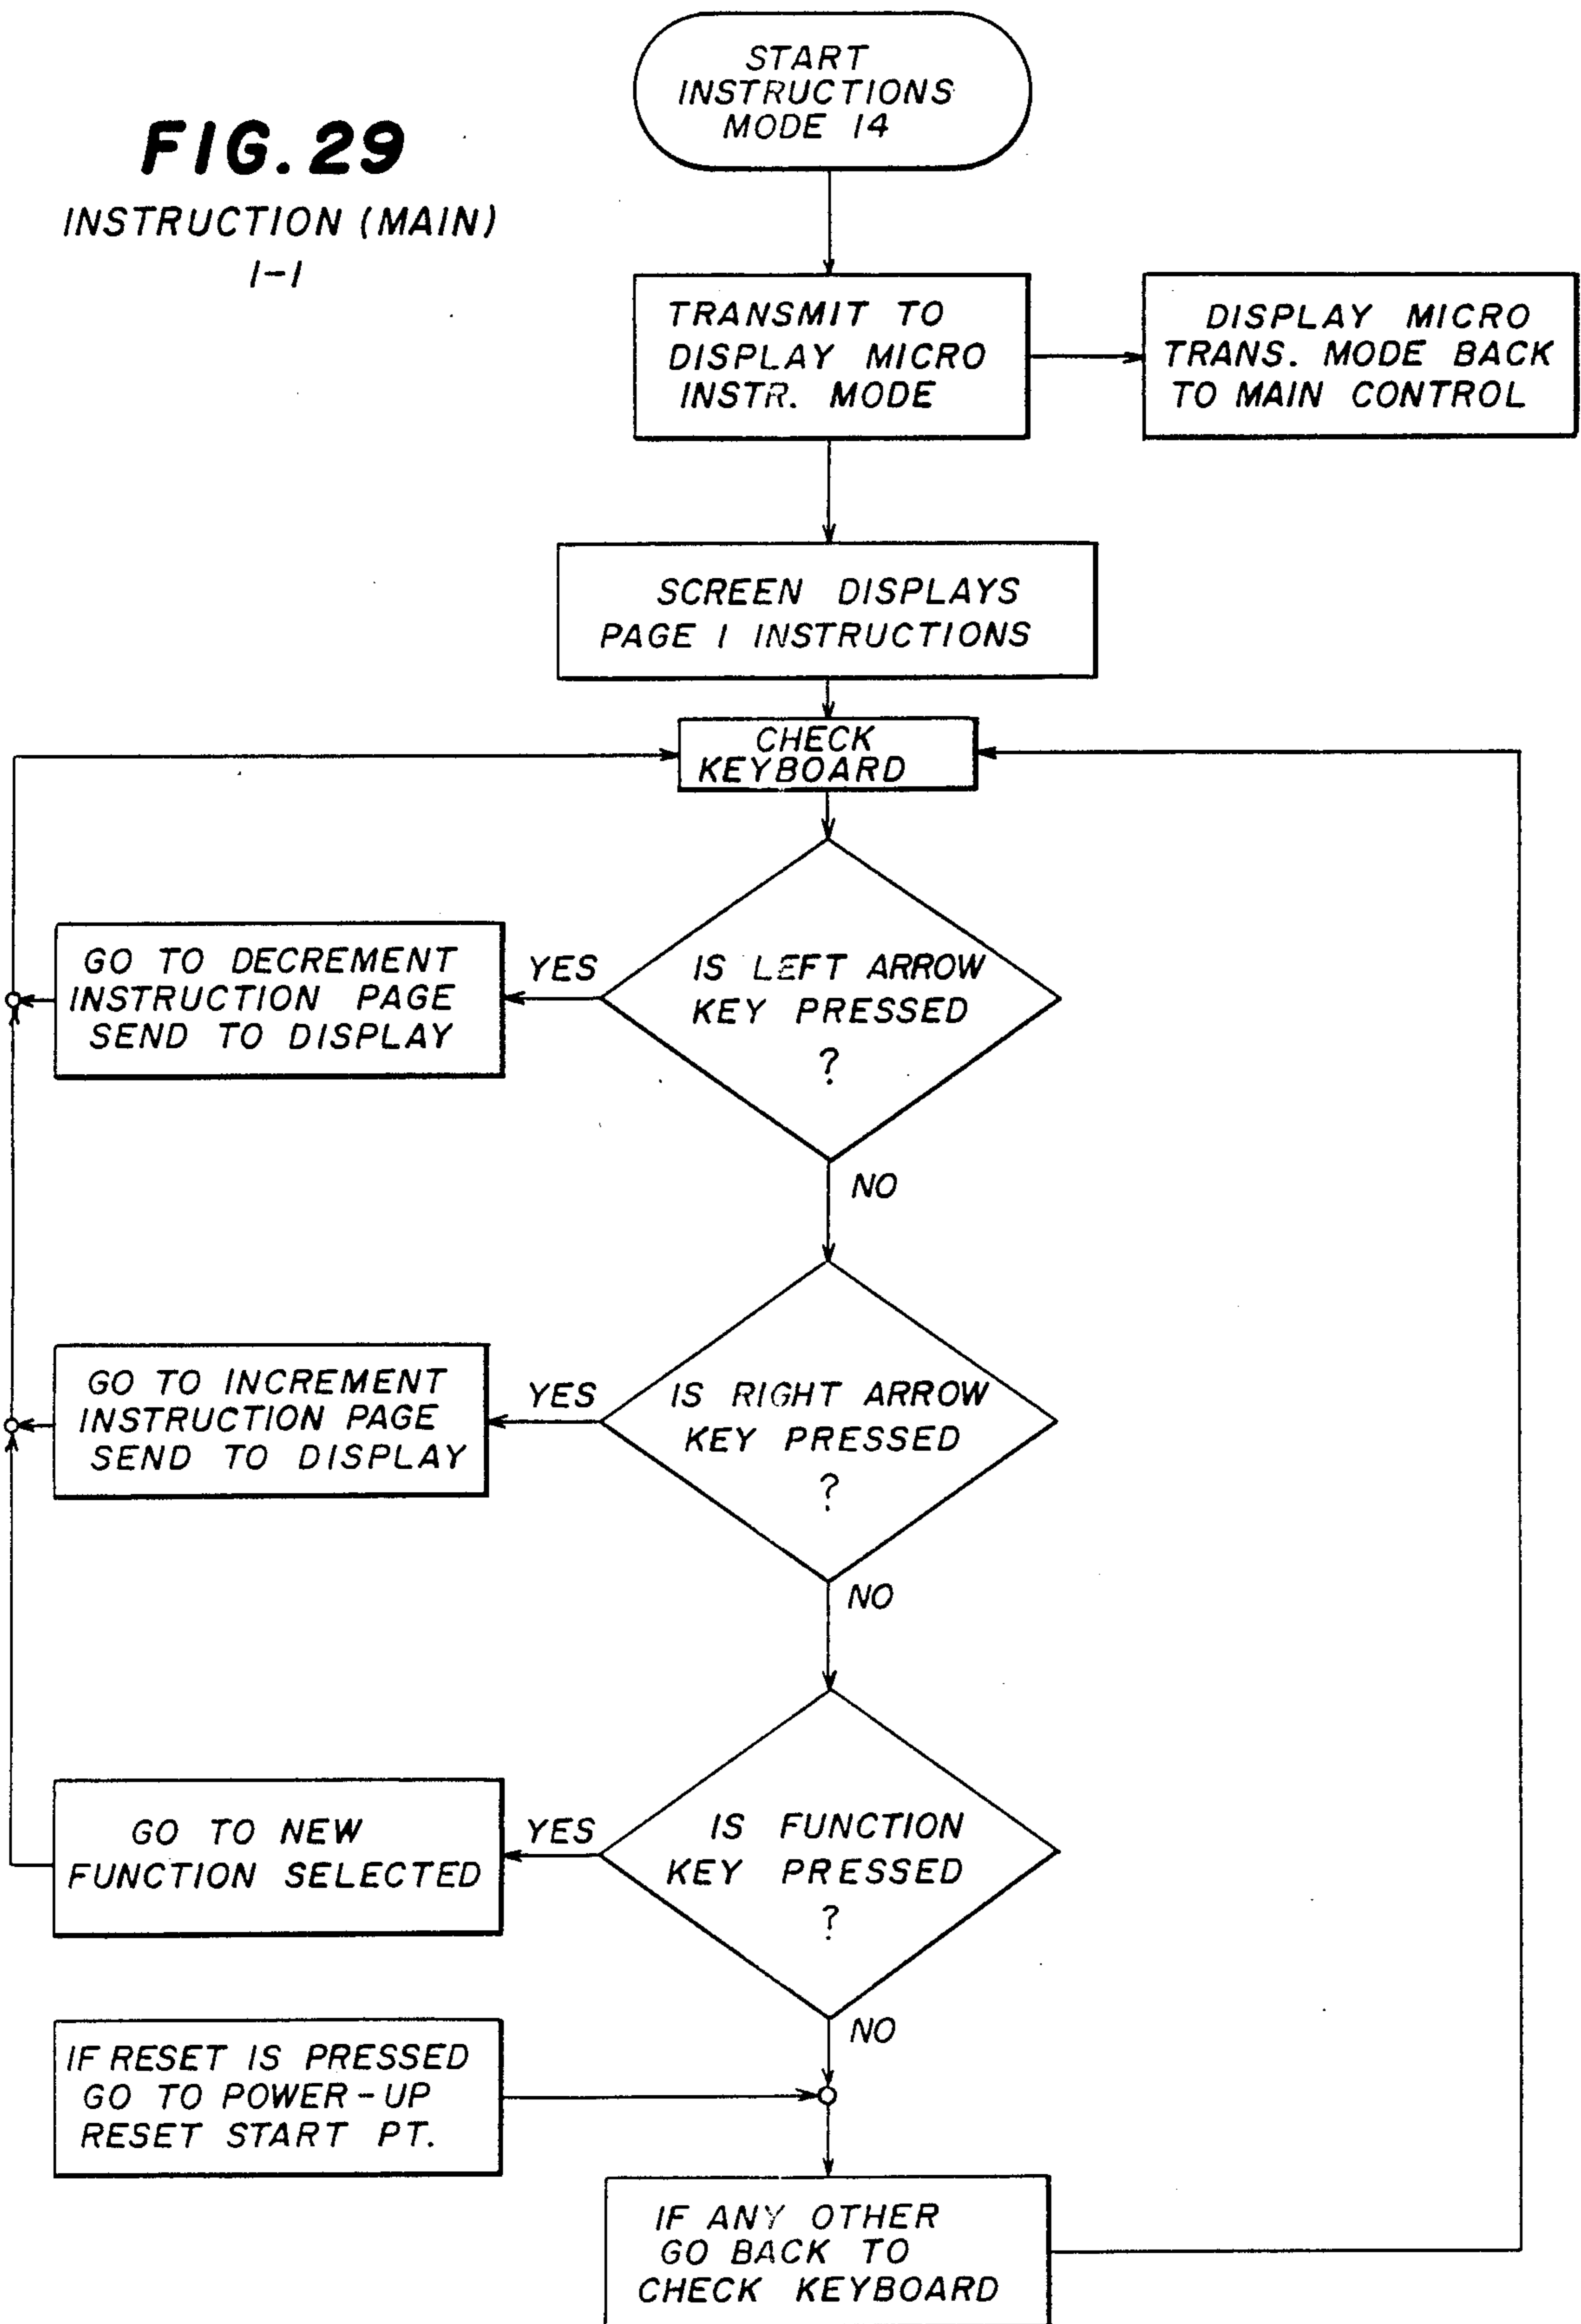 START
INSTRUCTIONS
MODE 14
FIG. 29
INSTRUCTION (MAIN)
1-1
TRANSMIT TO
DISPLAY MICRO
INSTR. MODE
DISPLAY MICRO
TRANS. MODE BACK
TO MAIN CONTROL
SCREEN DISPLAYS
PAGE 1 INSTRUCTIONS
CHECK
KEYBOARD
IS LEFT ARROW
KEY PRESSED
?
YES
GO TO DECREMENT
INSTRUCTION PAGE
SEND TO DISPLAY
NO
IS RIGHT ARROW
KEY PRESSED
?
YES
GO TO INCREMENT
INSTRUCTION PAGE
SEND TO DISPLAY
NO
IS FUNCTION
KEY PRESSED
?
YES
GO TO NEW
FUNCTION SELECTED
NO
IF RESET IS PRESSED
GO TO POWER-UP
RESET START PT.
IF ANY OTHER
GO BACK TO
CHECK KEYBOARD